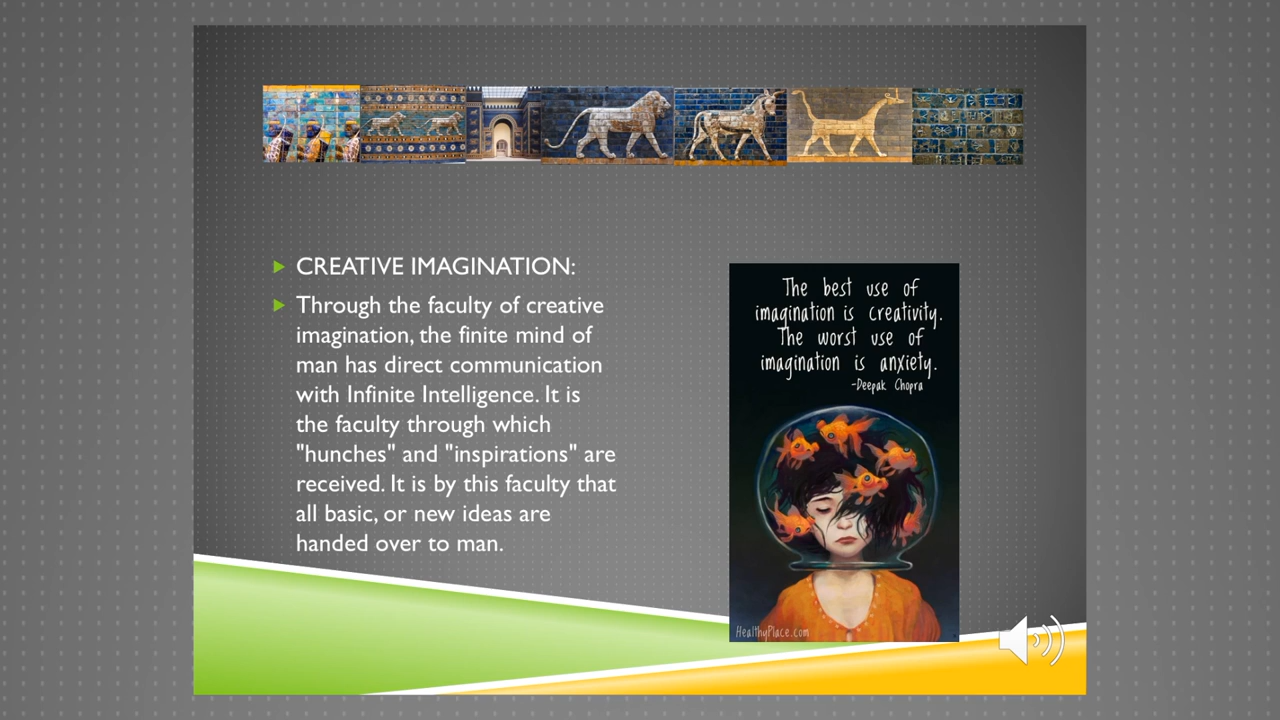 CREATIVE IMAGINATION:
Through the faculty of creative
imagination, the finite mind of
man has direct communication
with Infinite Intelligence. It is
the faculty through which
"hunches" and "inspirations" are
received. It is by this faculty that
all basic, or new ideas are
handed over to man.
The best use of
imagination is creativity.
The worst use of
imagination is anxiety.
-Deepak Chopra
HealthyPlace.com